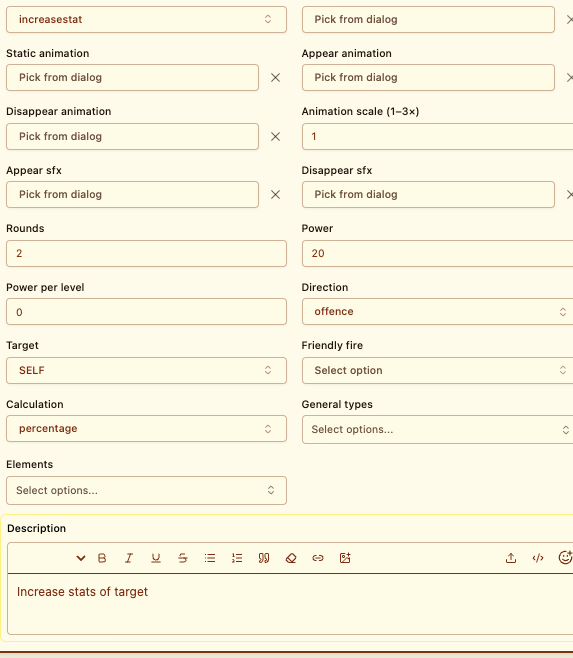 increasestat Pick from dialog
Static animation Appear animation
Pick from dialog Pick from dialog
Disappear animation Animation scale (1–3×)
Pick from dialog 1
Appear sfx Disappear sfx
Pick from dialog Pick from dialog
Rounds Power
2 20
Power per level Direction
0 offence
Target Friendly fire
SELF Select option
Calculation General types
percentage Select options...
Elements
Select options...
Description
Increase stats of target